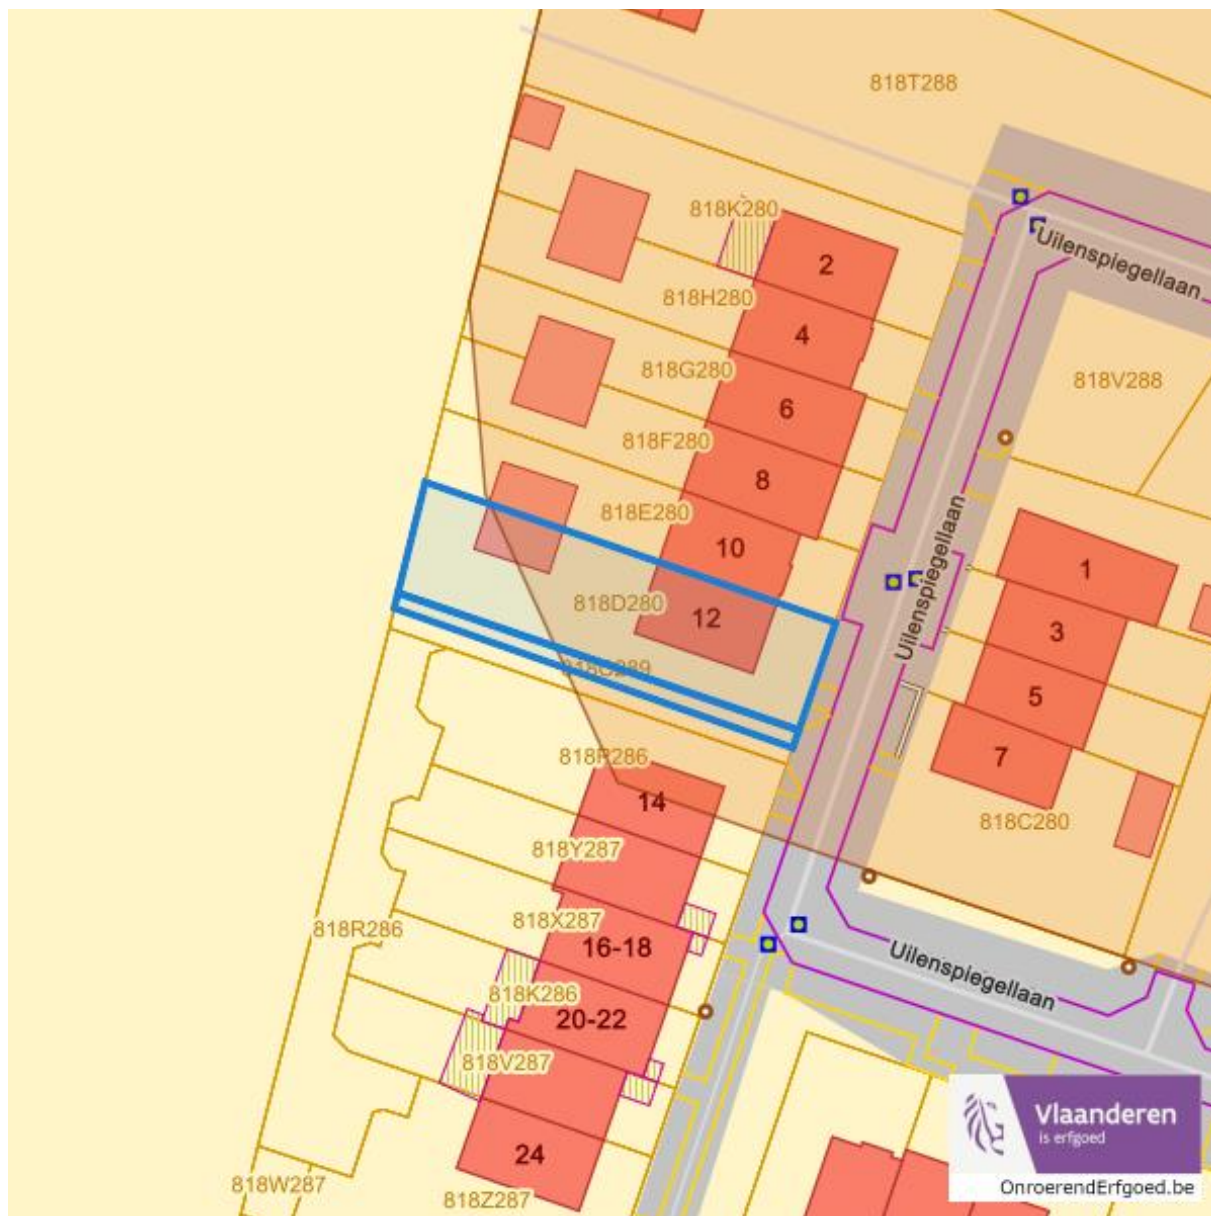 818T288
818K280
2
Uilenspiegellaan
818H280
4
818G280
6
818V288
818F280
8
818E280
10
Uilenspiegellaan
1
818D280
12
3
5
818R286
7
14
818C280
818Y287
818X287
818R286
16-18
Uilenspiegellaan
818K286
20-22
818V287
Vlaanderen
is erfgoed
24
818W287
818Z287
OnroerendErfgoed.be